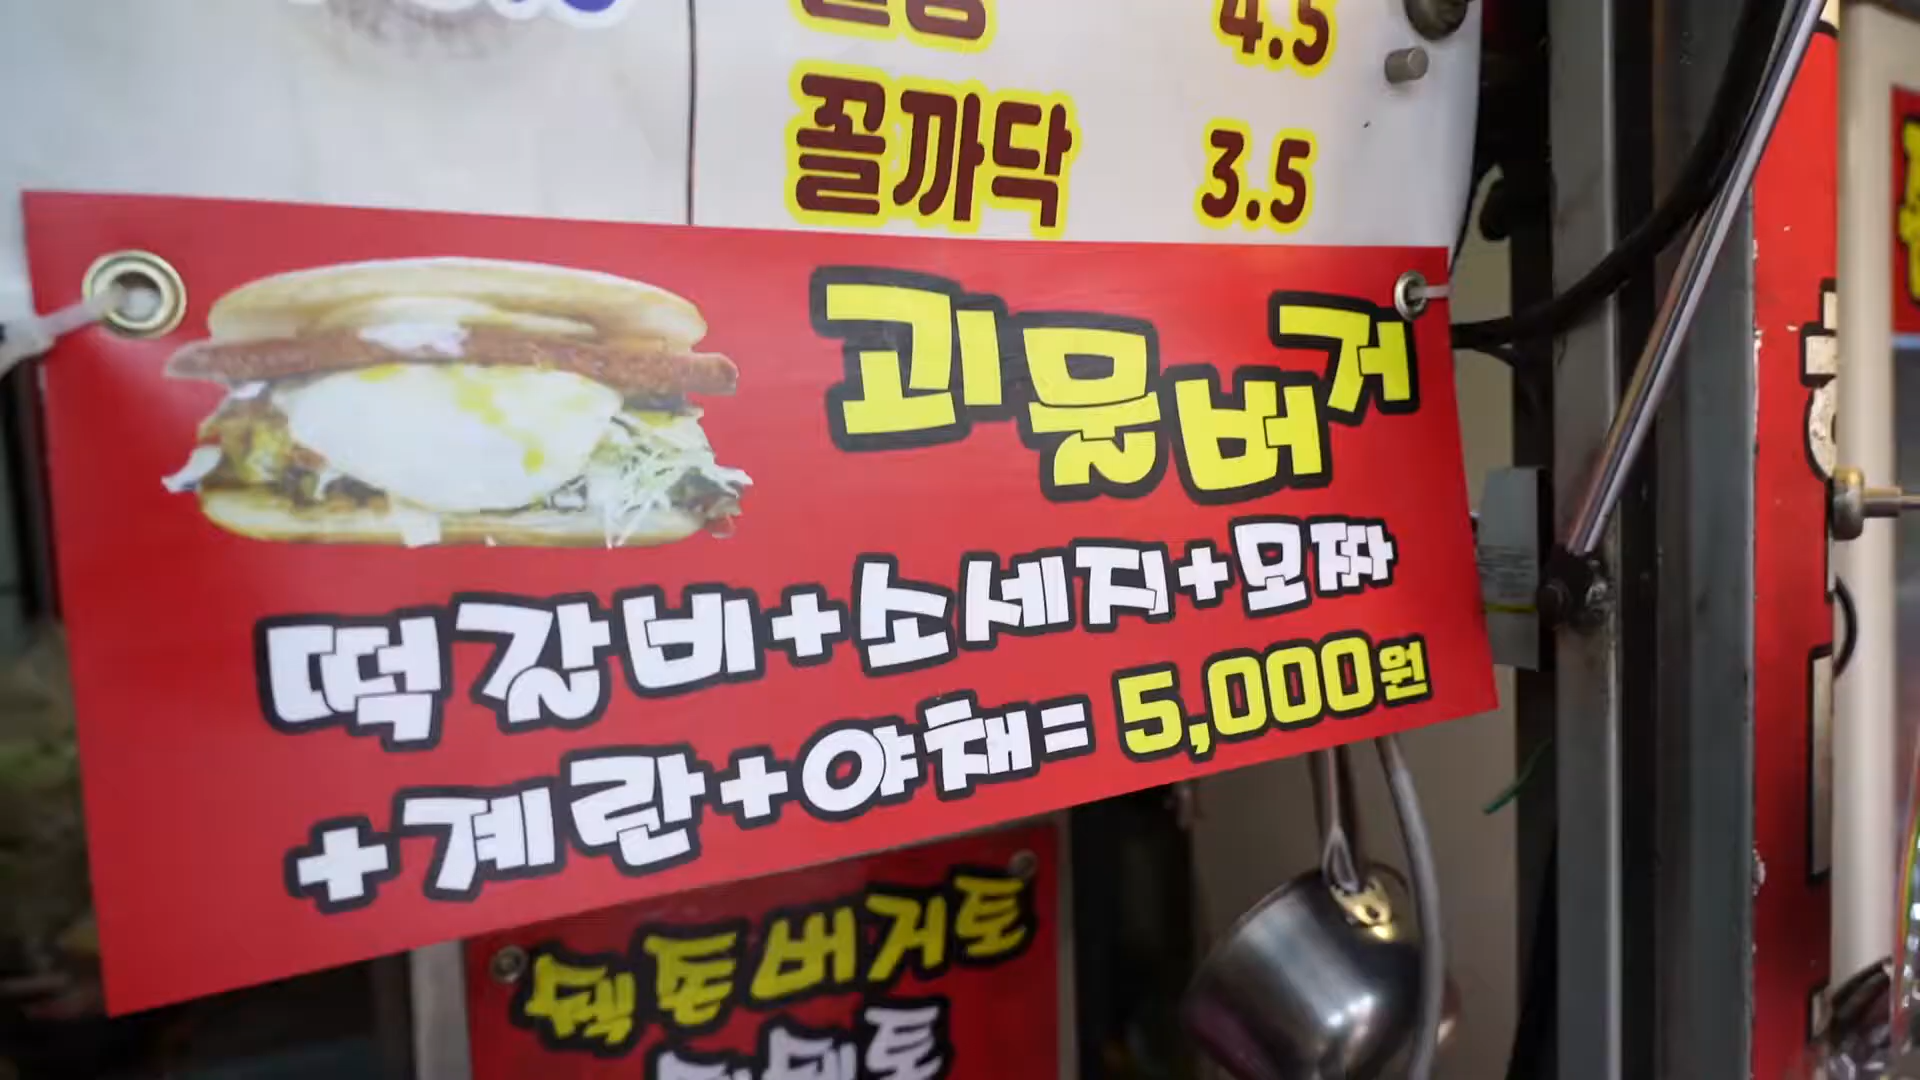 4.5
꼴까닥 3.5
괴물버거
떡갈비+소세지+모짜
+계란+야채= 5,000원